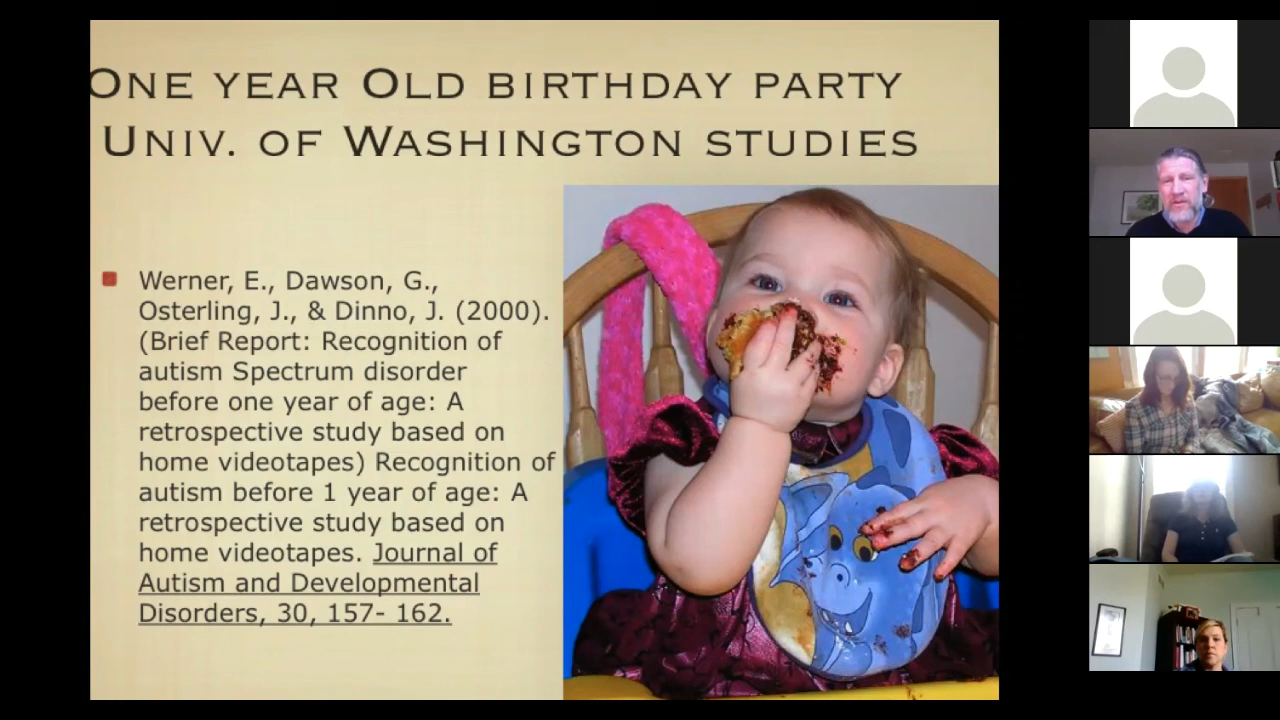 One year Old birthday party
Univ. of Washington studies
Werner, E., Dawson, G.,
Osterling, J., & Dinno, J. (2000).
(Brief Report: Recognition of
autism Spectrum disorder
before one year of age: A
retrospective study based on
home videotapes) Recognition of
autism before 1 year of age: A
retrospective study based on
home videotapes. Journal of
Autism and Developmental
Disorders, 30, 157- 162.